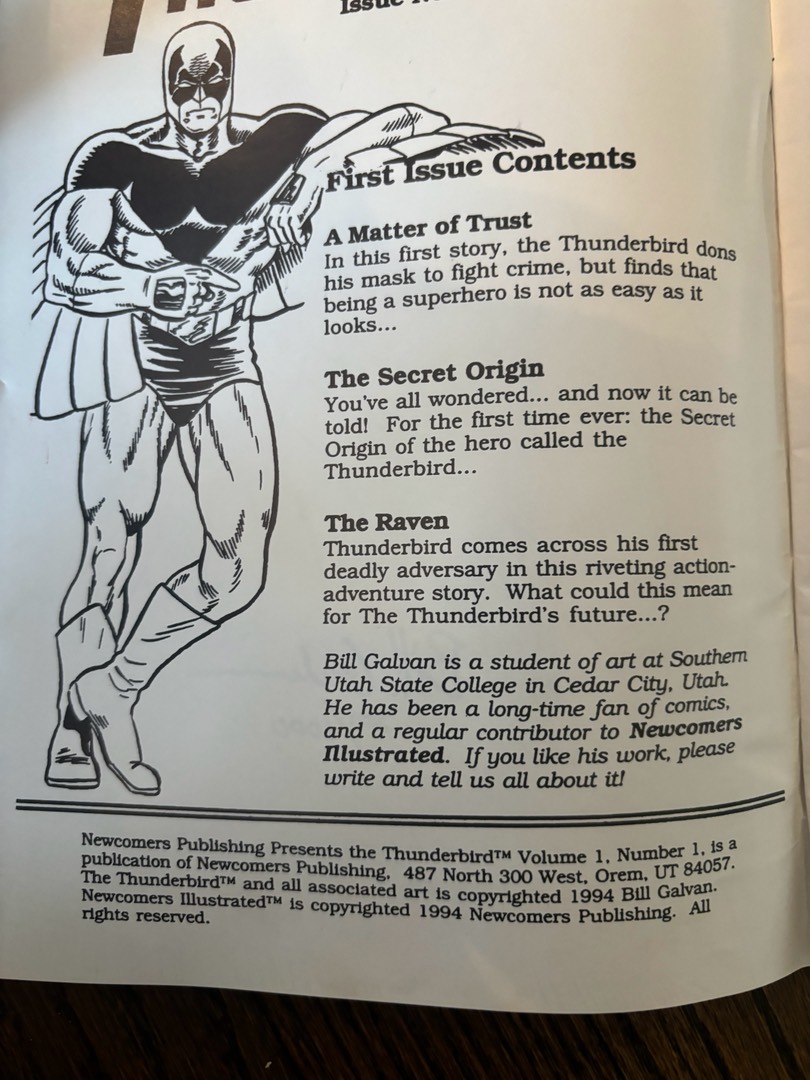 Issue
First Issue Contents
A Matter of Trust
In this first story, the Thunderbird dons
his mask to fight crime, but finds that
being a superhero is not as easy as it
looks...
The Secret Origin
You've all wondered... and now it can be
told! For the first time ever: the Secret
Origin of the hero called the
Thunderbird...
The Raven
Thunderbird comes across his first
deadly adversary in this riveting action-
adventure story. What could this mean
for The Thunderbird's future...?
Bill Galvan is a student of art at Southern
Utah State College in Cedar City, Utah.
He has been a long-time fan of comics,
and a regular contributor to Newcomers
Illustrated. If you like his work, please
write and tell us all about it!
Newcomers Publishing Presents the Thunderbird™ Volume 1, Number 1, is a
publication of Newcomers Publishing, 487 North 300 West, Orem, UT 84057.
The Thunderbird™ and all associated art is copyrighted 1994 Bill Galvan.
Newcomers Illustrated™ is copyrighted 1994 Newcomers Publishing. All
rights reserved.